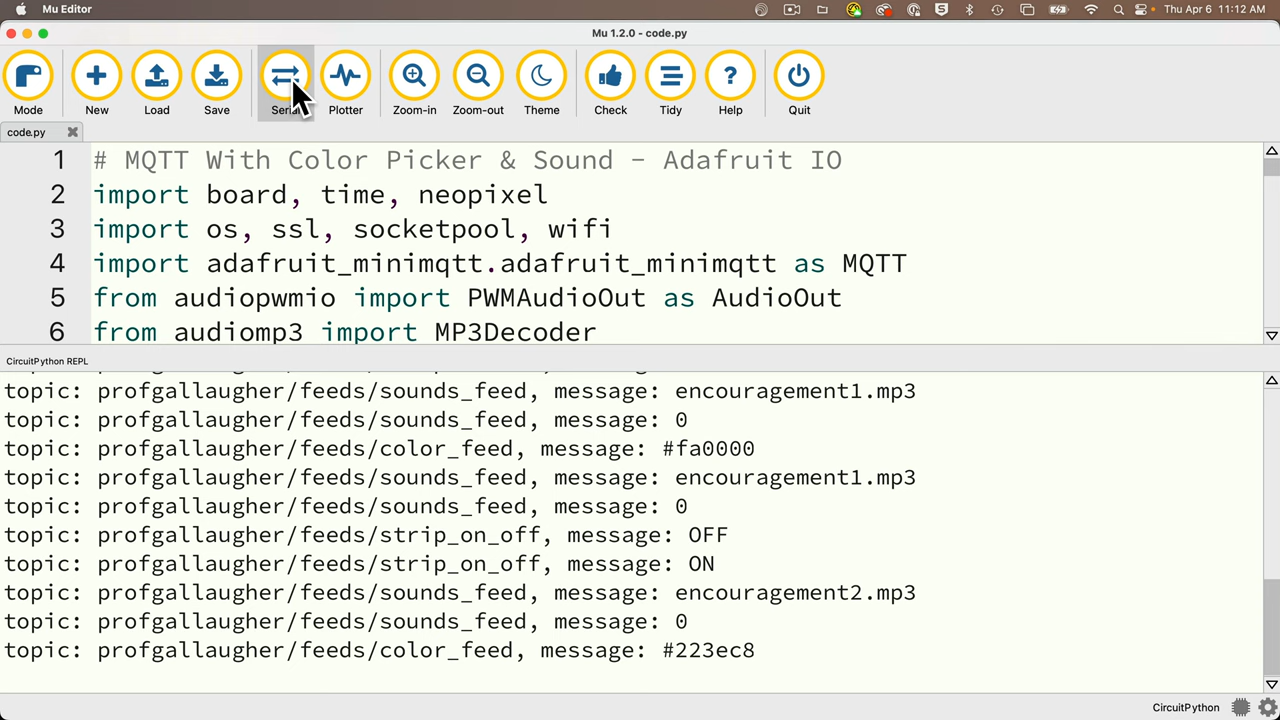 Mu Editor
Thu Apr 6 11:12 AM
Mu 1.2.0 - code.py
Mode
New
Load
Save
Plotter
Zoom-in
Zoom-out
Theme
Check
Tidy
Help
Quit
code.py
1 # MQTT With Color Picker & Sound - Adafruit IO
2 import board, time, neopixel
3 import os, ssl, socketpool, wifi
4 import adafruit_minimqtt.adafruit_minimqtt as MQTT
5 from audiopwmio import PWMAudioOut as AudioOut
6 from audiomp3 import MP3Decoder
CircuitPython REPL
topic: profgallaugher/feeds/sounds_feed, message: encouragement1.mp3
topic: profgallaugher/feeds/sounds_feed, message: 0
topic: profgallaugher/feeds/color_feed, message: #fa0000
topic: profgallaugher/feeds/sounds_feed, message: encouragement1.mp3
topic: profgallaugher/feeds/sounds_feed, message: 0
topic: profgallaugher/feeds/strip_on_off, message: OFF
topic: profgallaugher/feeds/strip_on_off, message: ON
topic: profgallaugher/feeds/sounds_feed, message: encouragement2.mp3
topic: profgallaugher/feeds/sounds_feed, message: 0
topic: profgallaugher/feeds/color_feed, message: #223ec8
CircuitPython